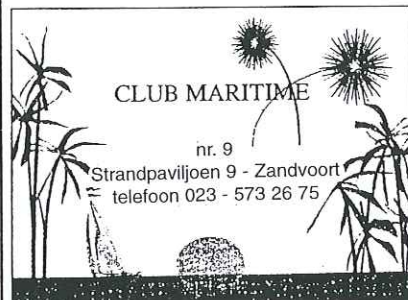 CLUB MARITIME
nr. 9
Strandpaviljoen 9 - Zandvoort
telefoon 023 - 573 26 75